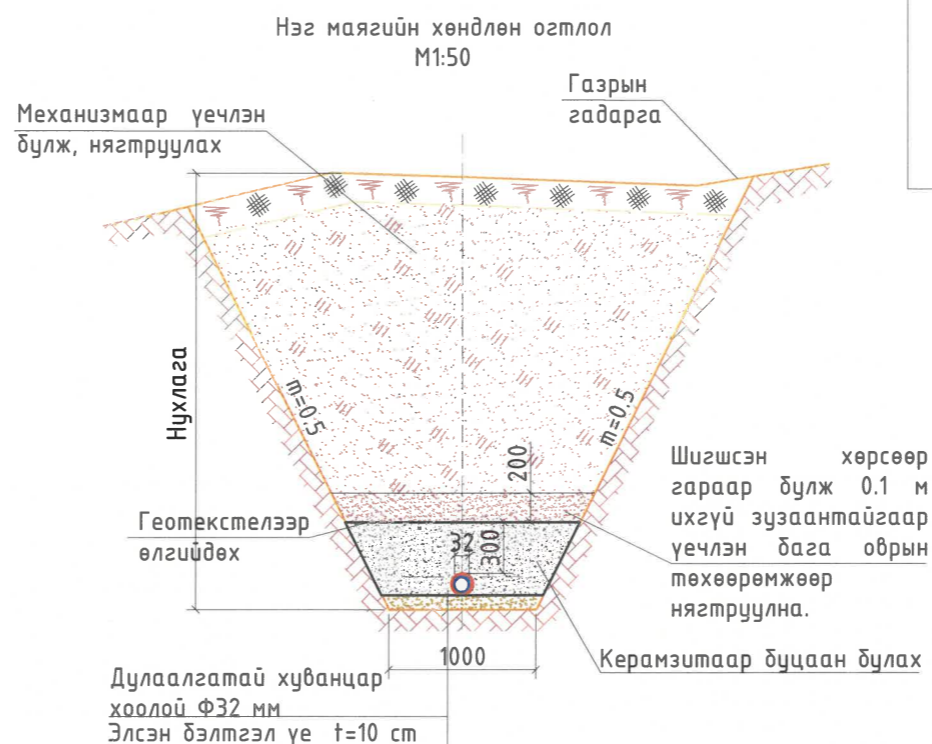 Нэг маягийн хөндлөн огтлол
М1:50
Механизмаар үечлэн
булж, нягтруулах
Газрын
гадарга
Нухлага
m=0.5
m=0.5
200
Шигшсэн хөрсөөр
гараар булж 0.1 м
ихгүй зузаантайгаар
үечлэн бага оврын
төхөөрөмжөөр
нягтруулна.
Геотекстелээр
өлгийдөх
32
300
1000
Керамзитаар буцаан булах
Дулаалгатай хуванцар
хоолой Ф32 мм
Элсэн бэлтгэл үе t=10 cm